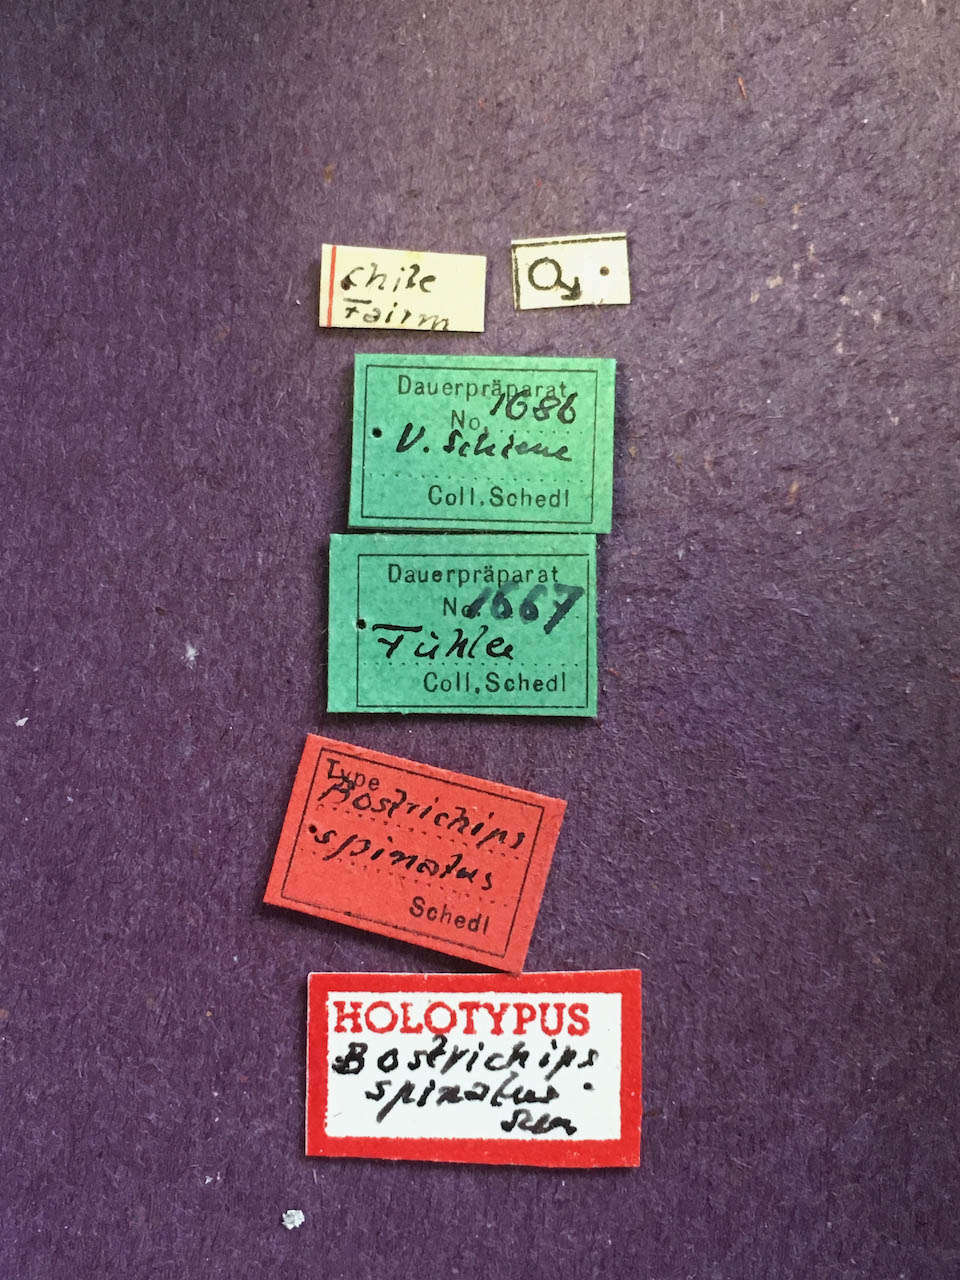 Chile
Fairm
♂
Dauerpräparat
No. 1686
V. Schiene
Coll. Schedl
Dauerpräparat
No. 1667
Fühler
Coll. Schedl
Type
Bostrichips
spinatus
Schedl
HOLOTYPUS
Bostrichips
spinatus